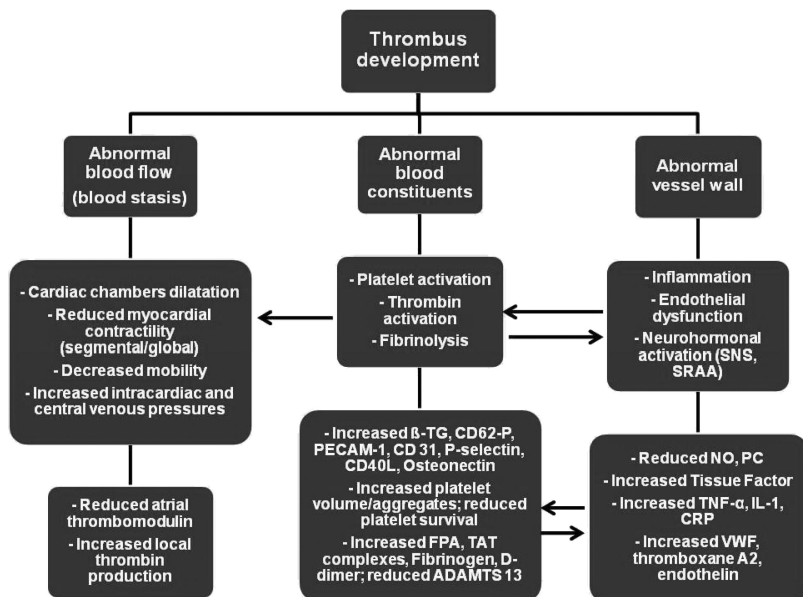 Thrombus
development
Abnormal
blood flow
(blood stasis)
Abnormal
blood
constituents
Abnormal
vessel wall
- Cardiac chambers dilatation
- Reduced myocardial
contractility
(segmental/global)
- Decreased mobility
- Increased intracardiac and
central venous pressures
- Platelet activation
- Thrombin
activation
- Fibrinolysis
- Inflammation
- Endothelial
dysfunction
- Neurohormonal
activation (SNS,
SRAA)
- Reduced atrial
thrombomodulin
- Increased local
thrombin
production
- Increased ß-TG, CD62-P,
PECAM-1, CD 31, P-selectin,
CD40L, Osteonectin
- Increased platelet
volume/aggregates; reduced
platelet survival
- Increased FPA, TAT
complexes, Fibrinogen, D-
dimer; reduced ADAMTS 13
- Reduced NO, PC
- Increased Tissue Factor
- Increased TNF-α, IL-1,
CRP
- Increased VWF,
thromboxane A2,
endothelin